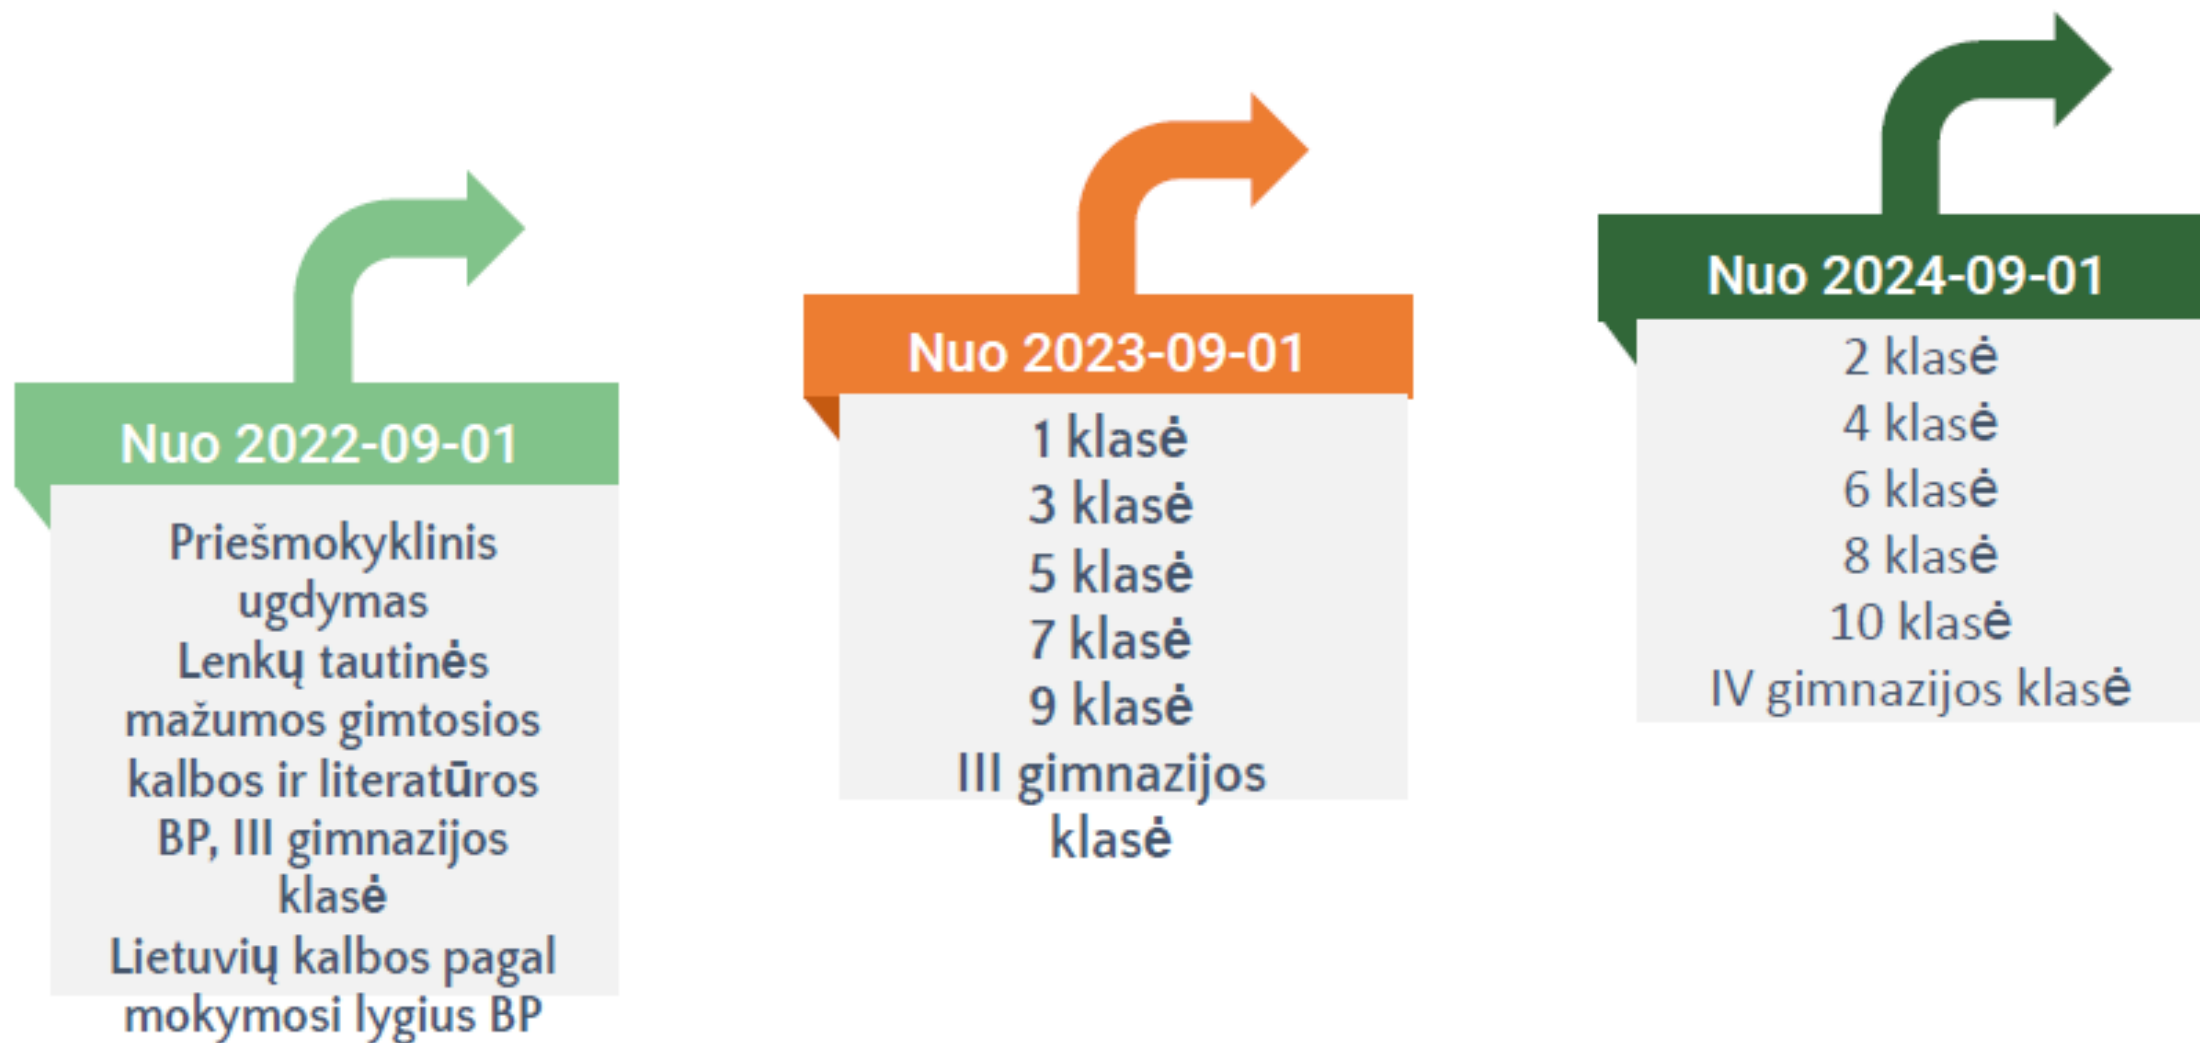 Nuo 2022-09-01
Priešmokyklinis
ugdymas
Lenkų tautinės
mažumos gimtosios
kalbos ir literatūros
BP, III gimnazijos
klasė
Lietuvių kalbos pagal
mokymosi lygius BP
Nuo 2023-09-01
1 klasė
3 klasė
5 klasė
7 klasė
9 klasė
III gimnazijos
klasė
Nuo 2024-09-01
2 klasė
4 klasė
6 klasė
8 klasė
10 klasė
IV gimnazijos klasė